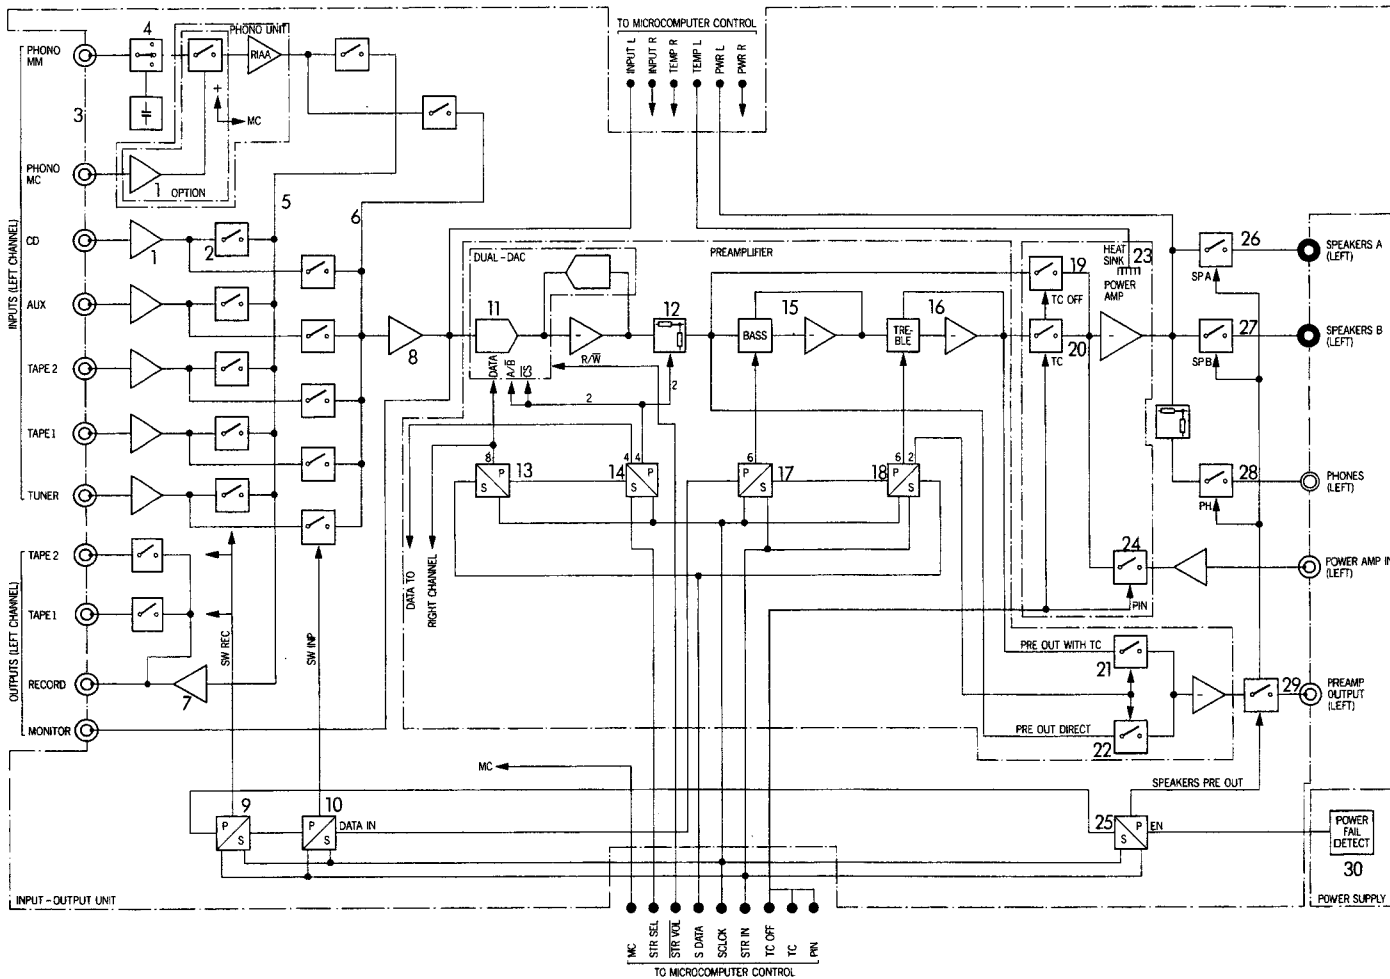 TO MICROCOMPUTER CONTROL
INPUT L
INPUT R
TEMP R
TEMP L
PWR L
PWR R
PHONO UNIT
4
PHONO
MM
RIAA
3
+
MC
PHONO
MC
1
OPTION
5
6
INPUTS (LEFT CHANNEL)
CD
1
2
AUX
TAPE 2
TAPE 1
TUNER
8
PREAMPLIFIER
DUAL-DAC
11
12
DATA
A/B
CS
R/W
2
2
15
BASS
16
TRE-
BLE
HEAT
SINK
23
POWER
AMP
19
TC OFF
20
TC
26
SPA
SPEAKERS A
(LEFT)
27
SPB
SPEAKERS B
(LEFT)
28
PH
PHONES
(LEFT)
24
PIN
POWER AMP IN
(LEFT)
8
P
S
13
4 4
14
P
S
6
P
S
17
6 2
18
P
S
DATA TO
RIGHT CHANNEL
OUTPUTS (LEFT CHANNEL)
TAPE 2
TAPE 1
RECORD
7
MONITOR
SW REC
SW INP
PRE OUT WITH TC
21
PRE OUT DIRECT
22
29
PREAMP
OUTPUT
(LEFT)
MC
SPEAKERS PRE OUT
9
P
S
10
P
S
DATA IN
25
P
S
EN
POWER
FAIL
DETECT
30
INPUT-OUTPUT UNIT
POWER SUPPLY
MC
STR SEL
STR VOL
S DATA
SCLCK
STR IN
TC OFF
TC
PIN
TO MICROCOMPUTER CONTROL